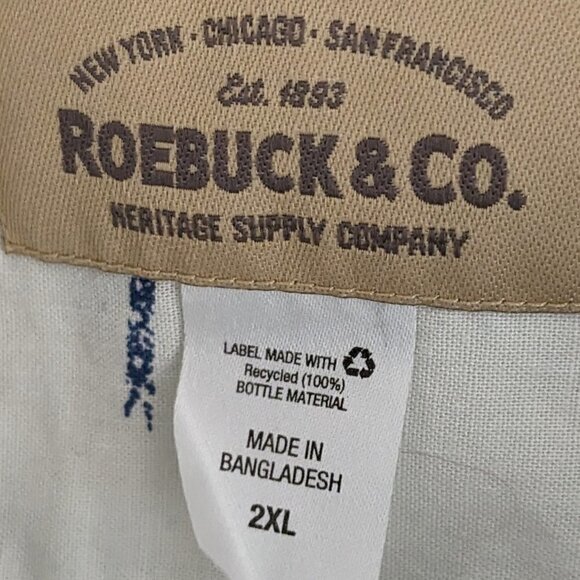 NEW YORK · CHICAGO · SAN FRANCISCO
Est. 1893
ROEBUCK & CO.
HERITAGE SUPPLY COMPANY
LABEL MADE WITH
Recycled (100%)
BOTTLE MATERIAL
MADE IN
BANGLADESH
2XL